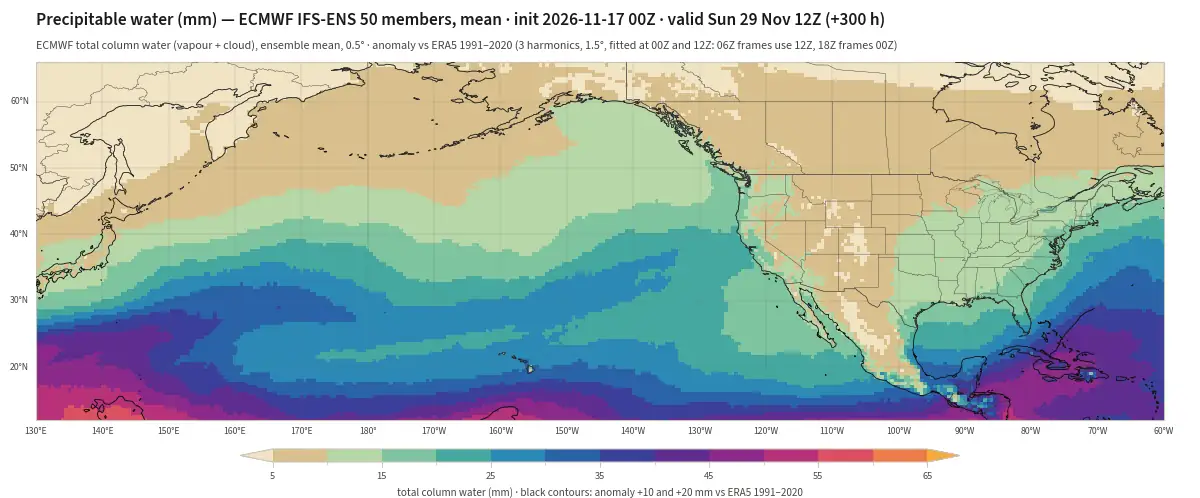 Precipitable water (mm) — ECMWF IFS-ENS 50 members, mean · init 2026-11-17 00Z · valid Sun 29 Nov 12Z (+300 h)
ECMWF total column water (vapour + cloud), ensemble mean, 0.5° · anomaly vs ERA5 1991–2020 (3 harmonics, 1.5°, fitted at 00Z and 12Z: 06Z frames use 12Z, 18Z frames 00Z)
60°N
50°N
40°N
30°N
20°N
130°E 140°E 150°E 160°E 170°E 180° 170°W 160°W 150°W 140°W 130°W 120°W 110°W 100°W 90°W 80°W 70°W 60°W
5 15 25 35 45 55 65
total column water (mm) · black contours: anomaly +10 and +20 mm vs ERA5 1991–2020